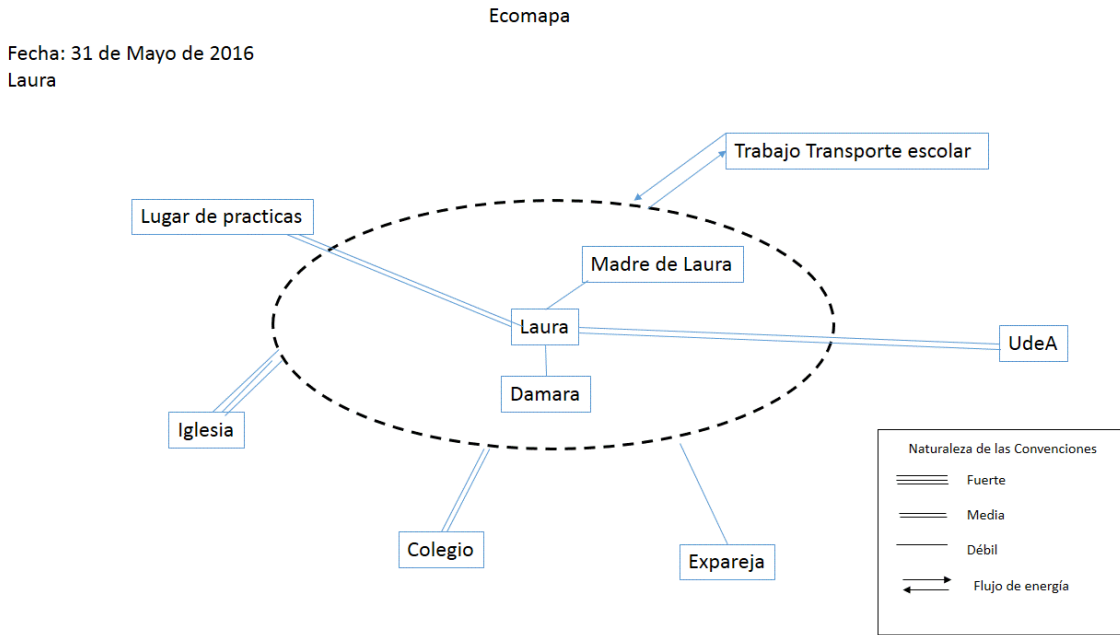 Ecomapa
Fecha: 31 de Mayo de 2016
Laura
Trabajo Transporte escolar
Lugar de practicas
Madre de Laura
Laura
UdeA
Damara
Iglesia
Colegio
Expareja
Naturaleza de las Convenciones
Fuerte
Media
Débil
Flujo de energía